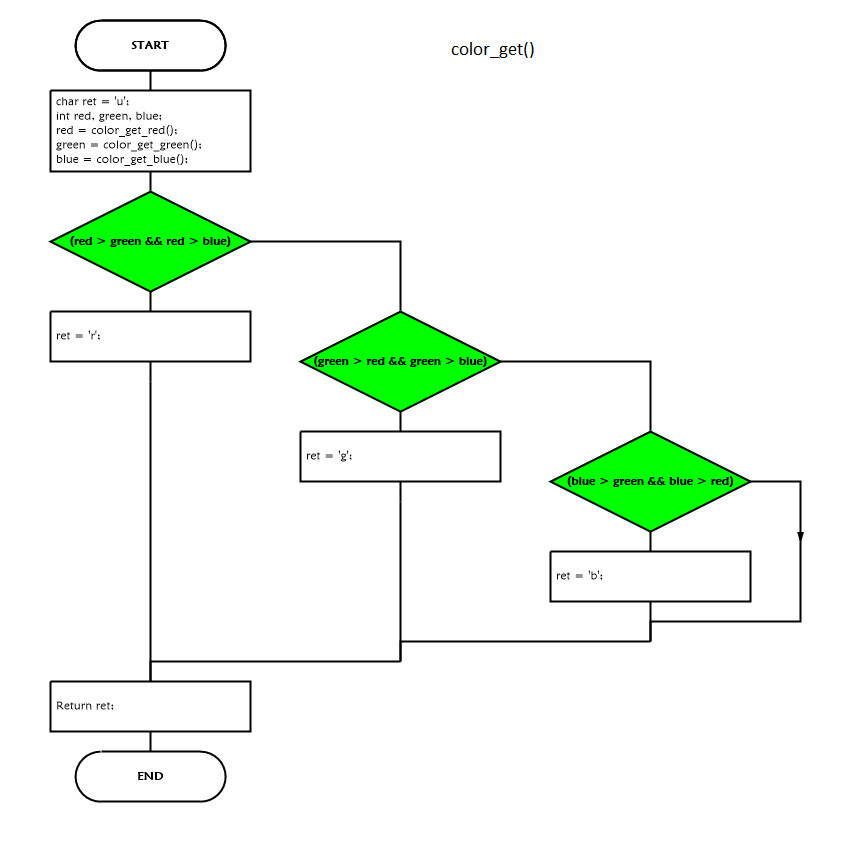 START
color_get()
char ret = 'u';
int red, green, blue;
red = color_get_red();
green = color_get_green();
blue = color_get_blue();
(red > green && red > blue)
ret = 'r';
(green > red && green > blue)
ret = 'g';
(blue > green && blue > red)
ret = 'b';
Return ret;
END